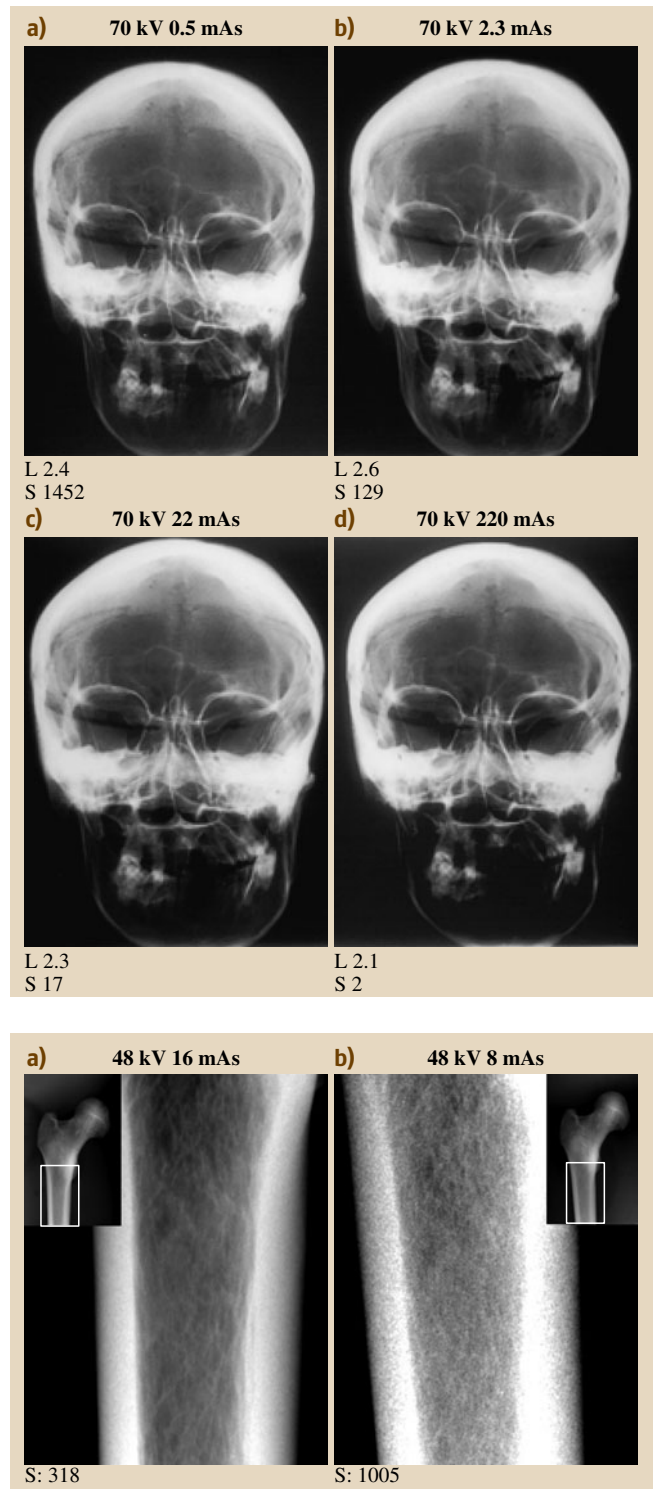 a) 70 kV 0.5 mAs
b) 70 kV 2.3 mAs
L 2.4
S 1452
L 2.6
S 129
c) 70 kV 22 mAs
d) 70 kV 220 mAs
L 2.3
S 17
L 2.1
S 2
a) 48 kV 16 mAs
b) 48 kV 8 mAs
S: 318
S: 1005